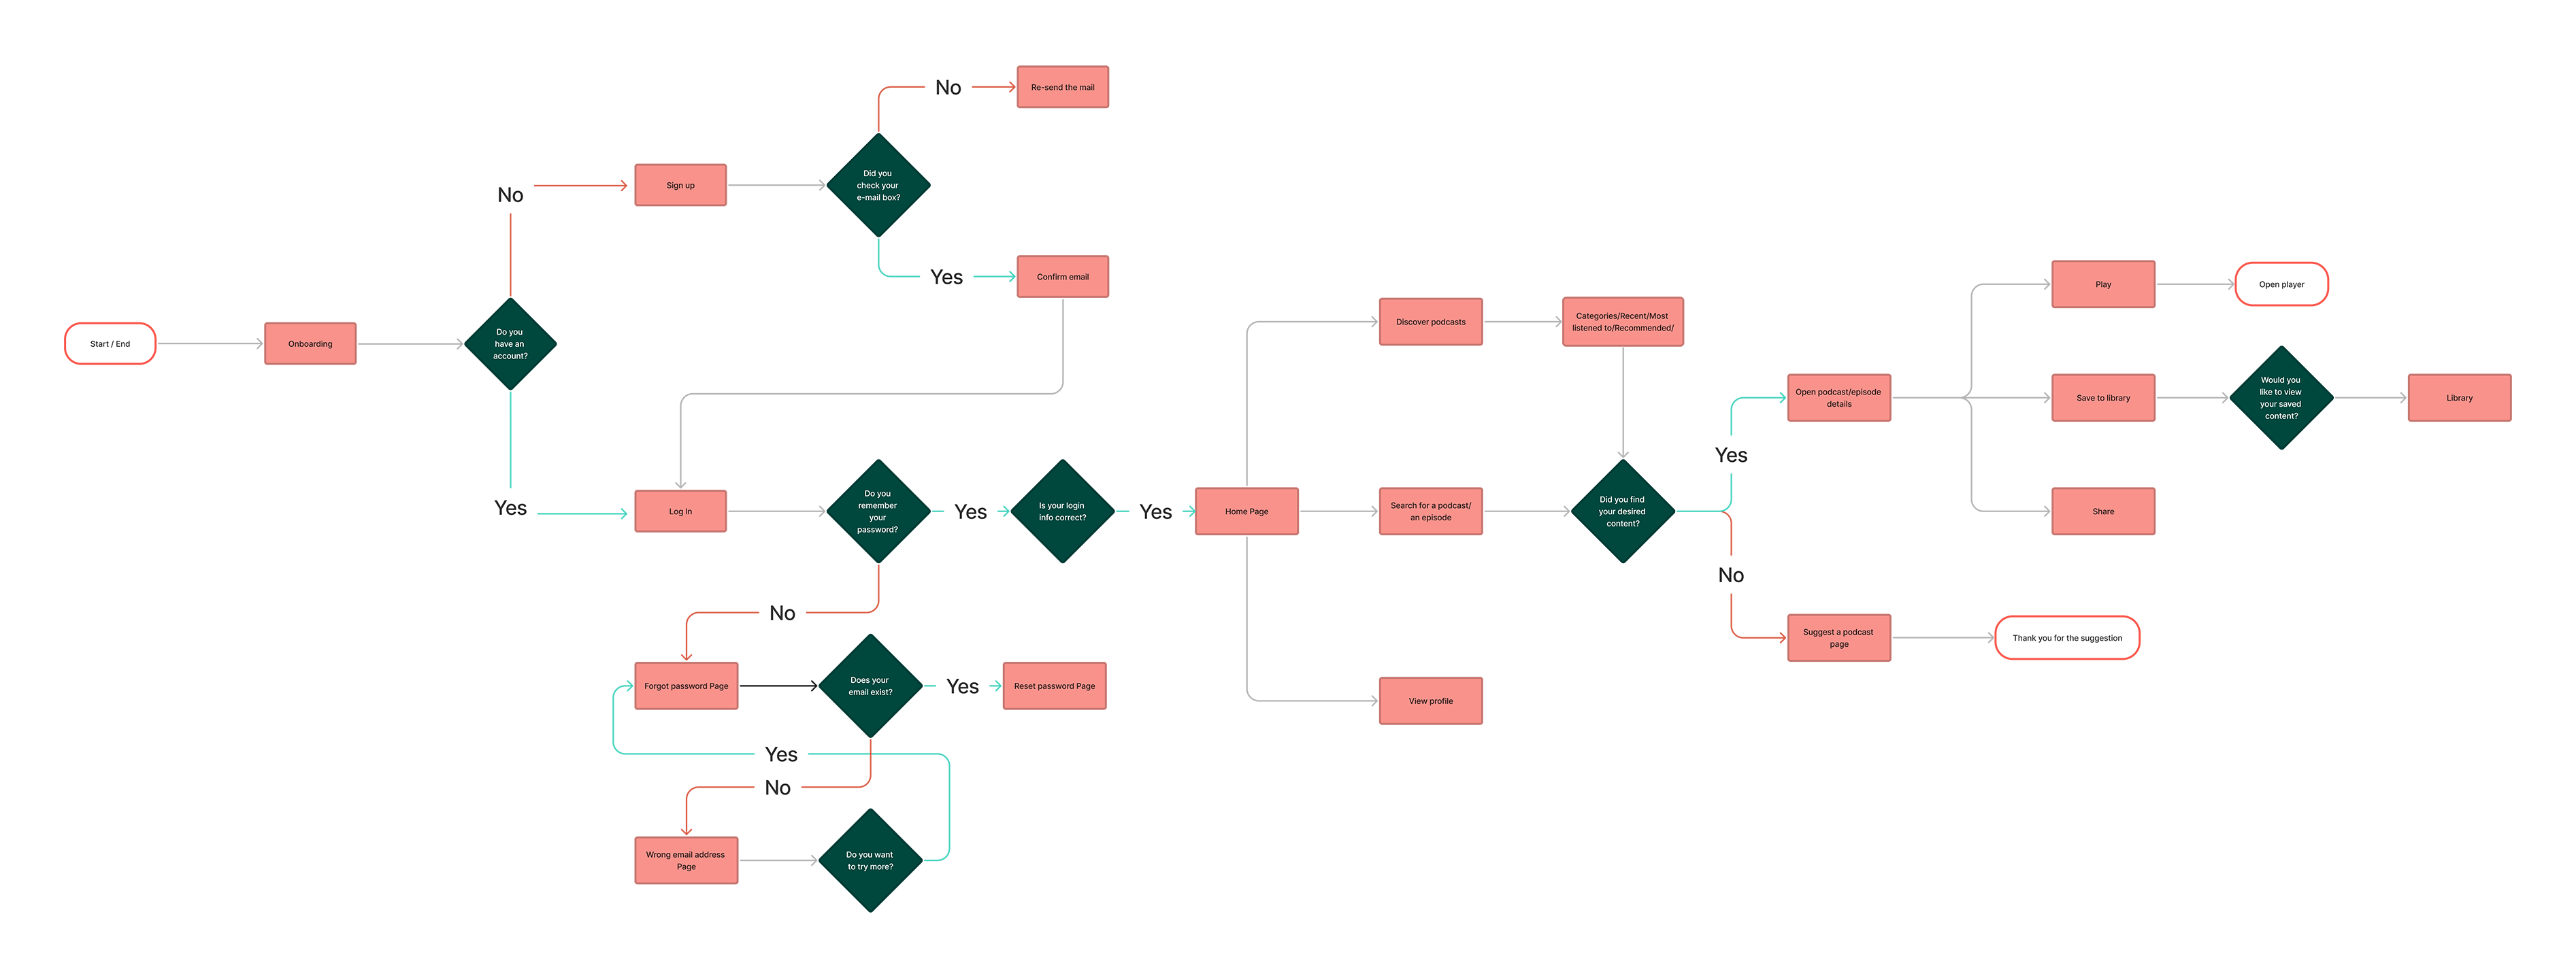 No
Re-send the mail
Did you
check your
e-mail box?
Sign up
No
Yes
Confirm email
Start / End
Onboarding
Do you
have an
account?
Discover podcasts
Categories/Recent/Most
listened to/Recommended/
Play
Open player
Open podcast/episode
details
Save to library
Would you
like to view
your saved
content?
Library
Yes
Yes
Log In
Do you
remember
your
password?
Yes
Is your login
info correct?
Yes
Home Page
Search for a podcast/
an episode
Did you find
your desired
content?
Share
No
No
Suggest a podcast
page
Thank you for the suggestion
Forgot password Page
Does your
email exist?
Yes
Reset password Page
View profile
Yes
No
Wrong email address
Page
Do you want
to try more?